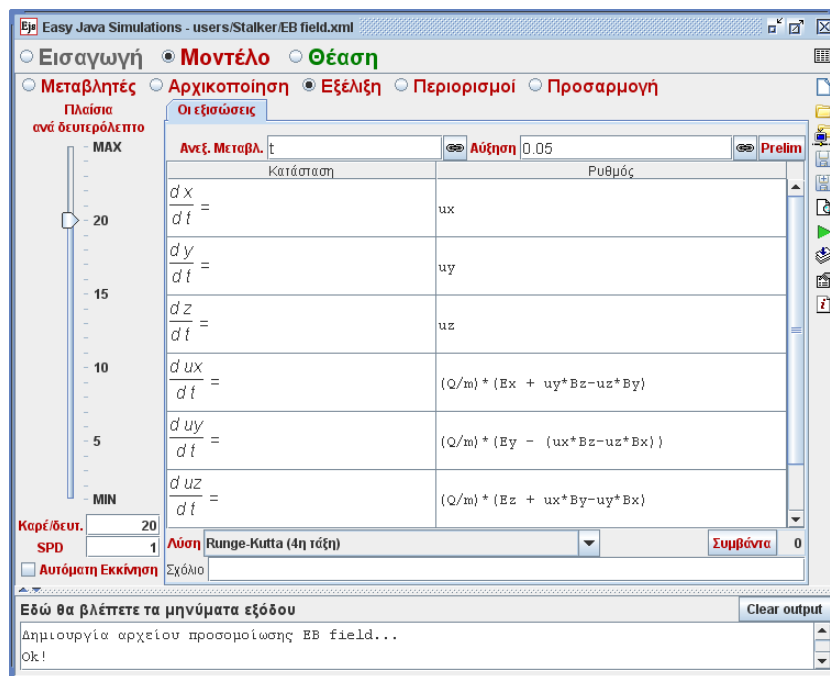 Ejs Easy Java Simulations - users/Stalker/EB field.xml
Εισαγωγή Μοντέλο Θέαση
Μεταβλητές Αρχικοποίηση Εξέλιξη Περιορισμοί Προσαρμογή
Πλαίσια
ανά δευτερόλεπτο
MAX
20
15
10
5
MIN
Καρέ/δευτ. 20
SPD 1
Αυτόματη Εκκίνηση
Οι εξισώσεις
Ανεξ. Μεταβλ. t Αύξηση 0.05 Prelim
Κατάσταση Ρυθμός
d x
d t = ux
d y
d t = uy
d z
d t = uz
d ux
d t = (Q/m)*(Ex + uy*Bz-uz*By)
d uy
d t = (Q/m)*(Ey - (ux*Bz-uz*Bx))
d uz
d t = (Q/m)*(Ez + ux*By-uy*Bx)
Λύση Runge-Kutta (4η τάξη) Συμβάντα 0
Σχόλιο
Εδώ θα βλέπετε τα μηνύματα εξόδου Clear output
Δημιουργία αρχείου προσομοίωσης EB field...
Ok!